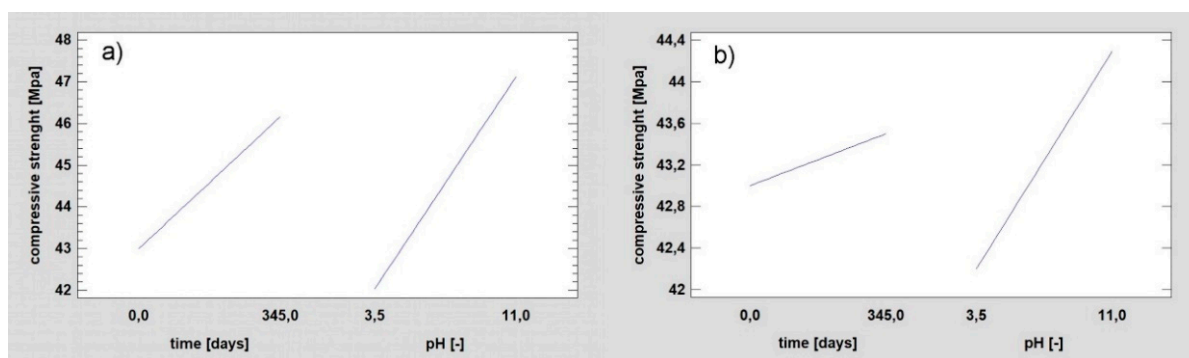 a)
compressive strenght [Mpa]
48
47
46
45
44
43
42
0,0
345,0
3,5
11,0
time [days]
pH [-]
b)
compressive strenght [Mpa]
44,4
44
43,6
43,2
42,8
42,4
42
0,0
345,0
3,5
11,0
time [days]
pH [-]